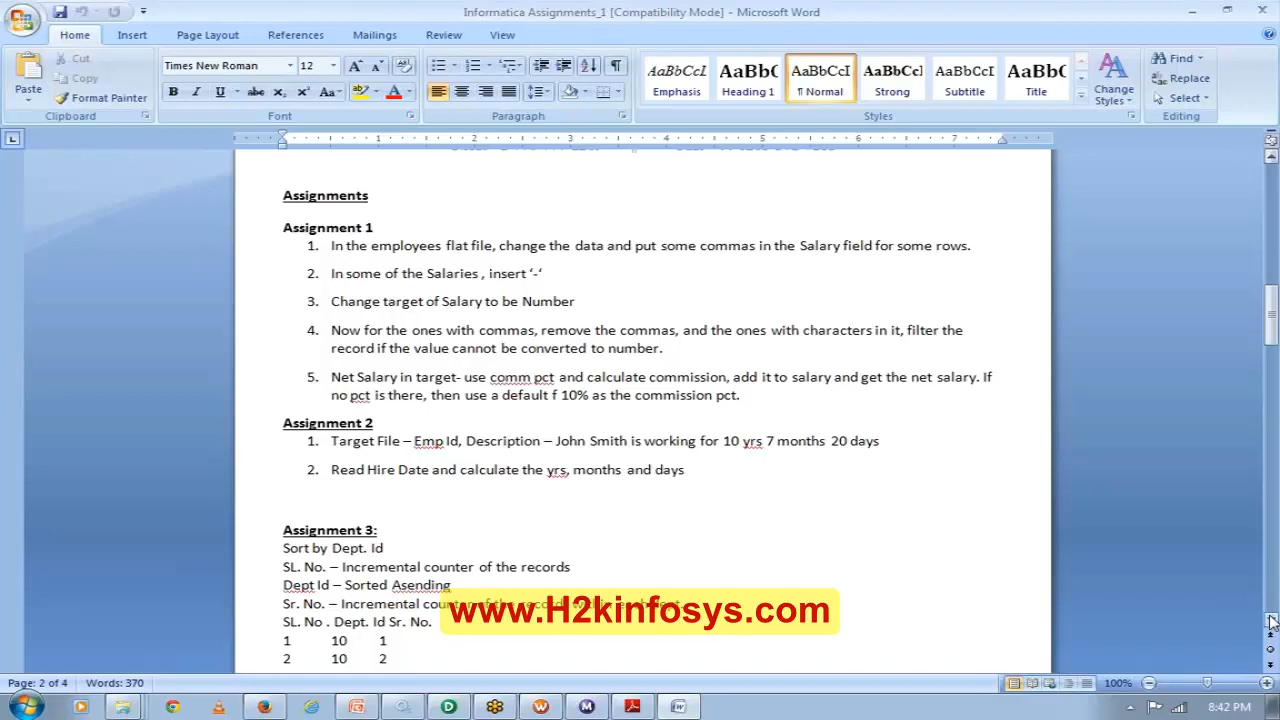 Informatica Assignments_1 [Compatibility Mode] - Microsoft Word
Home Insert Page Layout References Mailings Review View
Paste
Cut
Copy
Format Painter
Times New Roman 12
AaBbCcI AaBbC AaBbCcI AaBbCcl AaBbCcI AaBbC
Emphasis Heading 1 ¶ Normal Strong Subtitle Title
Change Styles
Find
Replace
Select
Clipboard Font Paragraph Styles Editing
1 2 3 4 5 6 7
Assignments
Assignment 1
1. In the employees flat file, change the data and put some commas in the Salary field for some rows.
2. In some of the Salaries , insert ‘-‘
3. Change target of Salary to be Number
4. Now for the ones with commas, remove the commas, and the ones with characters in it, filter the
record if the value cannot be converted to number.
5. Net Salary in target- use comm pct and calculate commission, add it to salary and get the net salary. If
no pct is there, then use a default f 10% as the commission pct.
Assignment 2
1. Target File – Emp Id, Description – John Smith is working for 10 yrs 7 months 20 days
2. Read Hire Date and calculate the yrs, months and days
Assignment 3:
Sort by Dept. Id
SL. No. – Incremental counter of the records
Dept Id – Sorted Asending
Sr. No. – Incremental
www.H2kinfosys.com
SL. No . Dept. Id Sr. No.
1 10 1
2 10 2
Page: 2 of 4 Words: 370 100%
8:42 PM